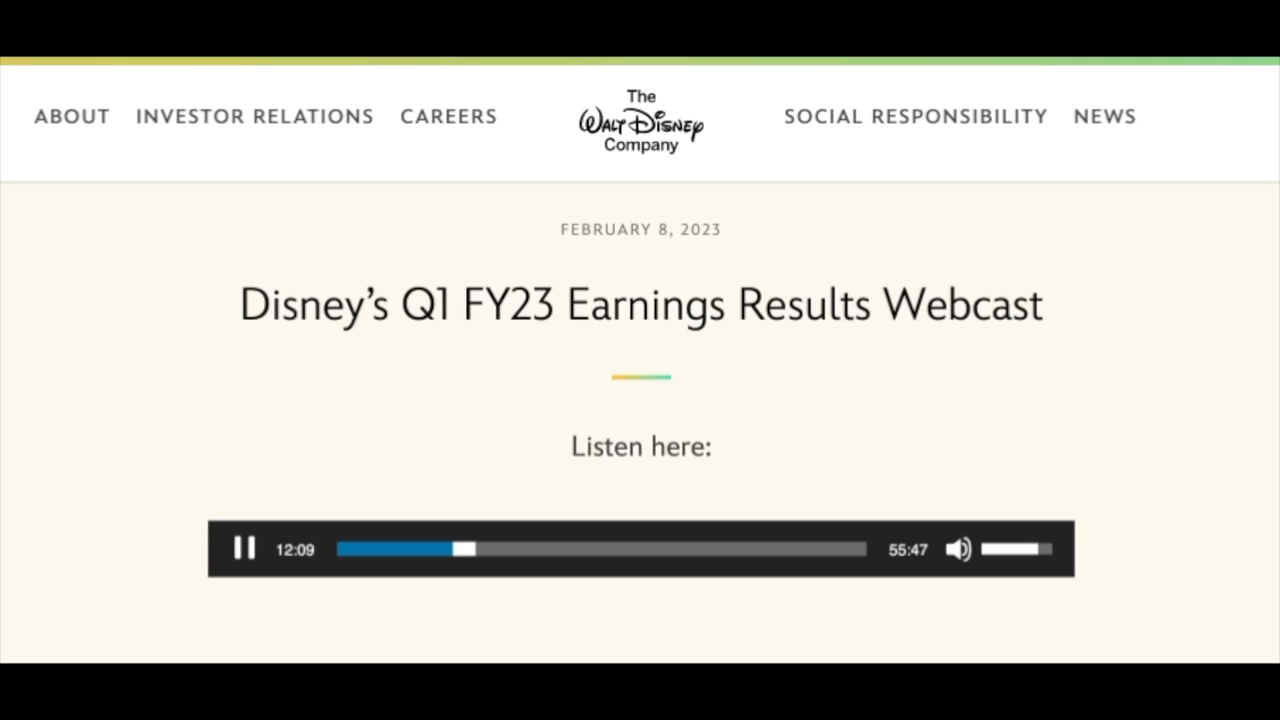 ABOUT INVESTOR RELATIONS CAREERS
The
WALT DISNEY
Company
SOCIAL RESPONSIBILITY NEWS
FEBRUARY 8, 2023
Disney’s Q1 FY23 Earnings Results Webcast
Listen here:
12:09 55:47